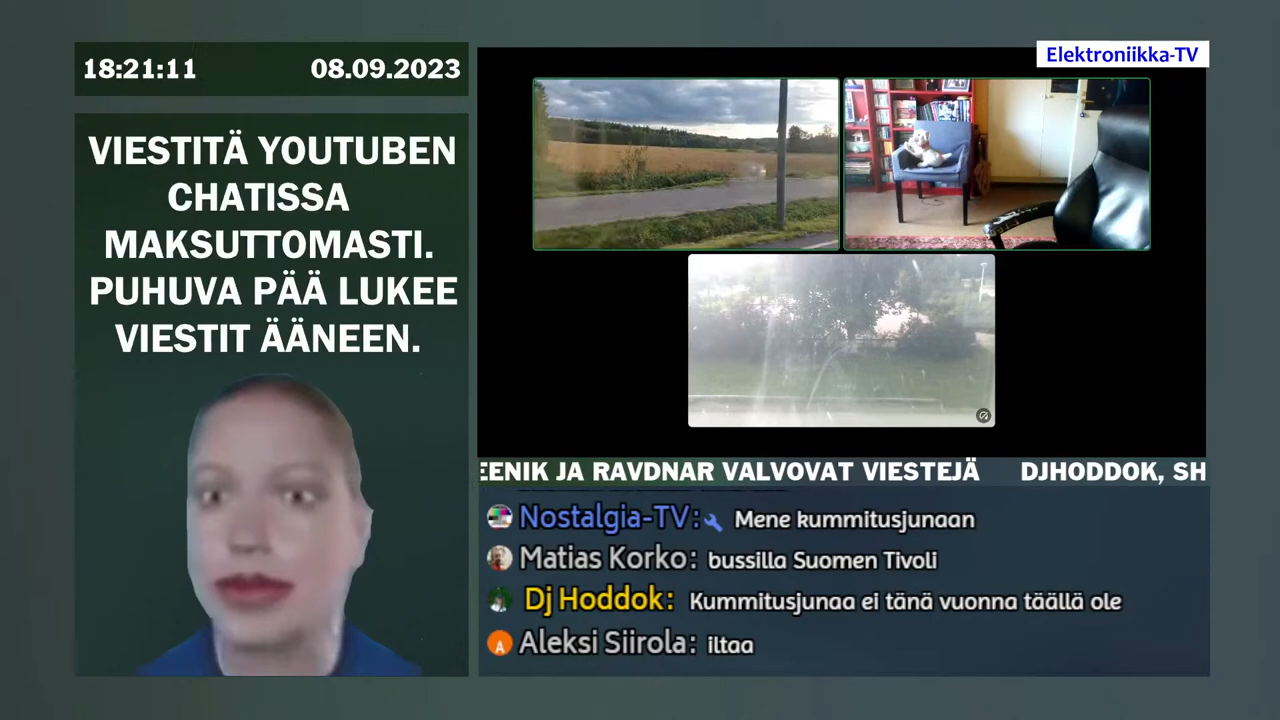 18:21:11 08.09.2023
VIESTITÄ YOUTUBEN
CHATISSA
MAKSUTTOMASTI.
PUHUVA PÄÄ LUKEE
VIESTIT ÄÄNEEN.
Elektroniikka-TV
EENIK JA RAVDNAR VALVOVAT VIESTEJÄ DJHODDOK, SH
Nostalgia-TV: Mene kummitusjunaan
Matias Korko: bussilla Suomen Tivoli
Dj Hoddok: Kummitusjunaa ei tänä vuonna täällä ole
A Aleksi Siirola: iltaa